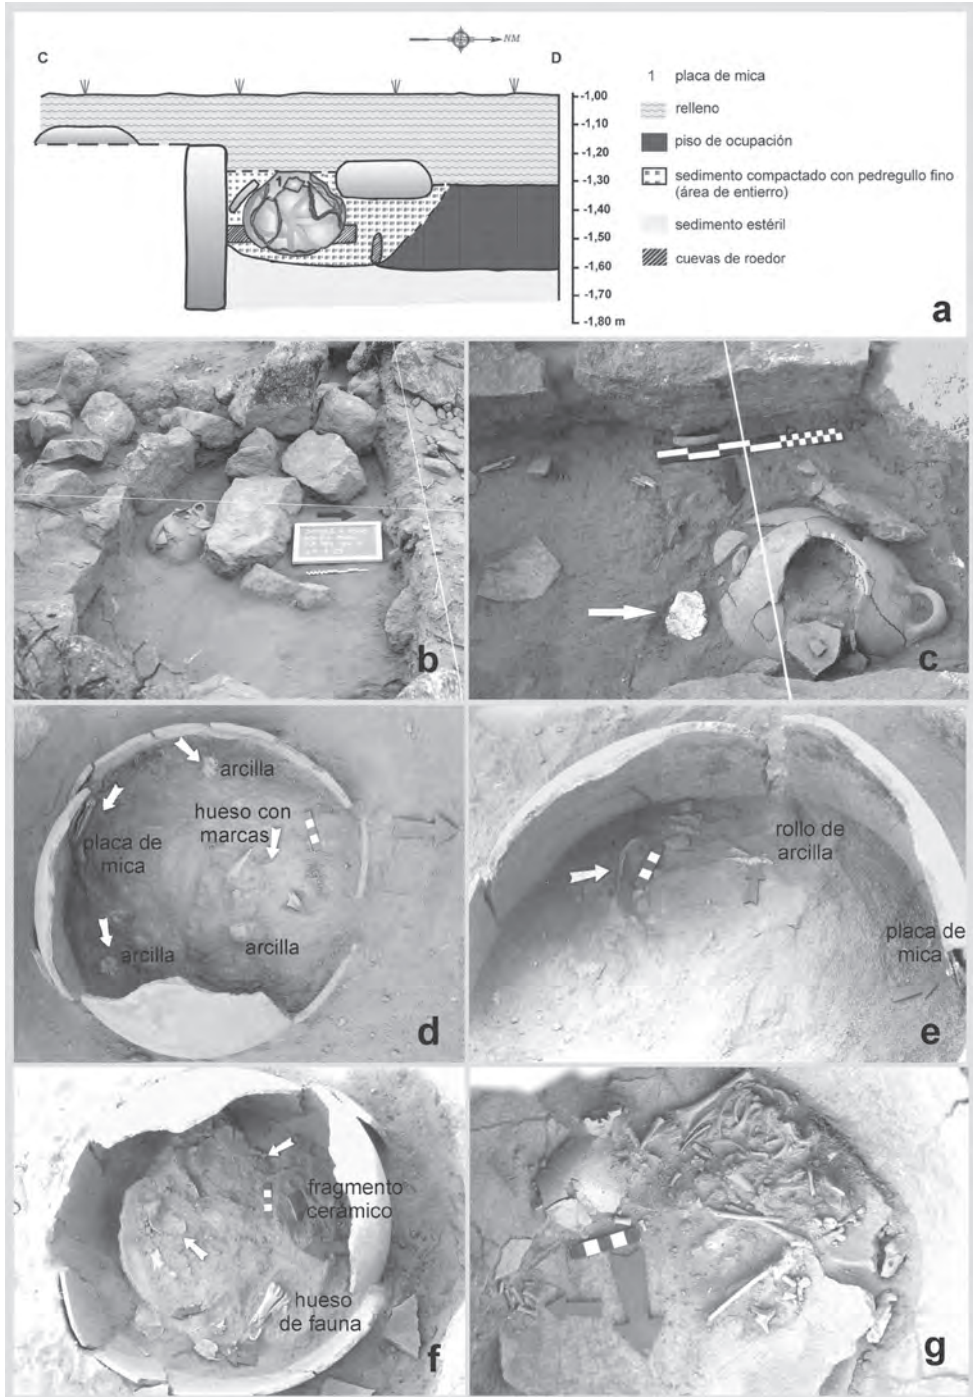 NM
C
D
1 placa de mica
relleno
piso de ocupación
sedimento compactado con pedregullo fino
(área de entierro)
sedimento estéril
cuevas de roedor
-1,00
-1,10
-1,20
-1,30
-1,40
-1,50
-1,60
-1,70
-1,80 m
1
a
b
c
arcilla
hueso con
marcas
placa de
mica
arcilla
arcilla
d
rollo de
arcilla
placa de
mica
e
fragmento
cerámico
hueso
de fauna
f
g